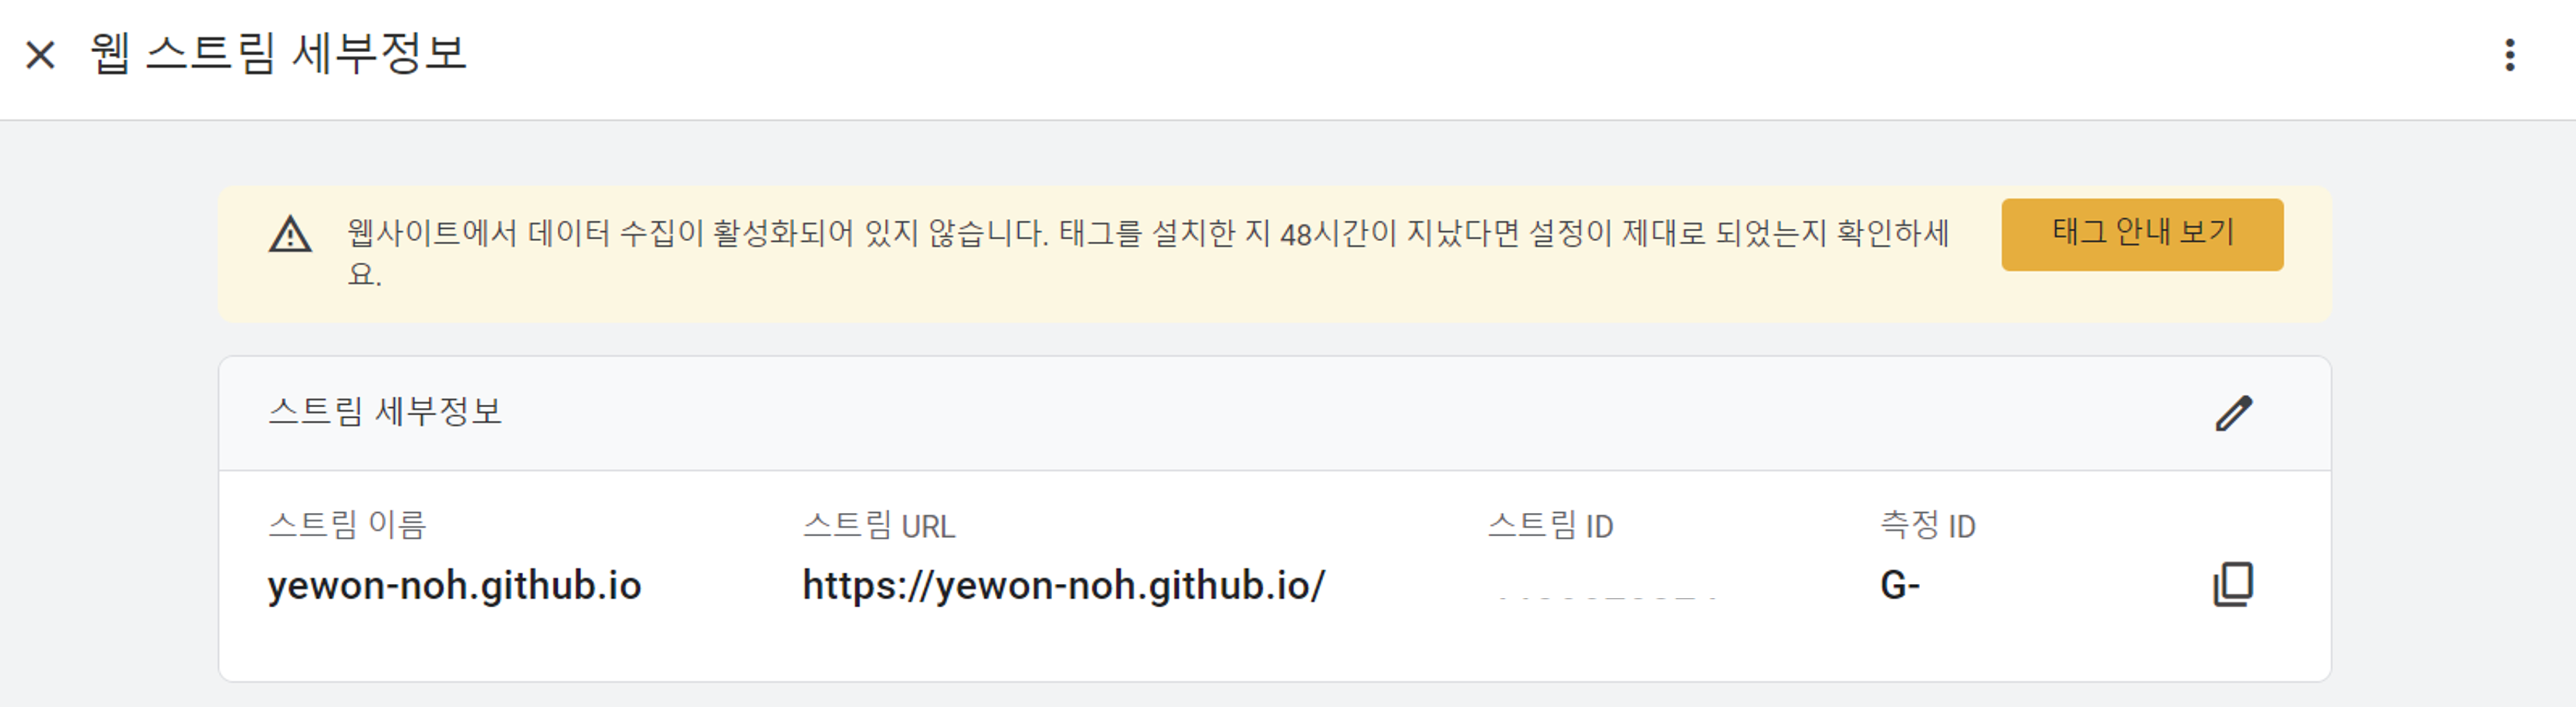 웹 스트림 세부정보
웹사이트에서 데이터 수집이 활성화되어 있지 않습니다. 태그를 설치한 지 48시간이 지났다면 설정이 제대로 되었는지 확인하세
요.
태그 안내 보기
스트림 세부정보
스트림 이름
yewon-noh.github.io
스트림 URL
https://yewon-noh.github.io/
스트림 ID
측정 ID
G-